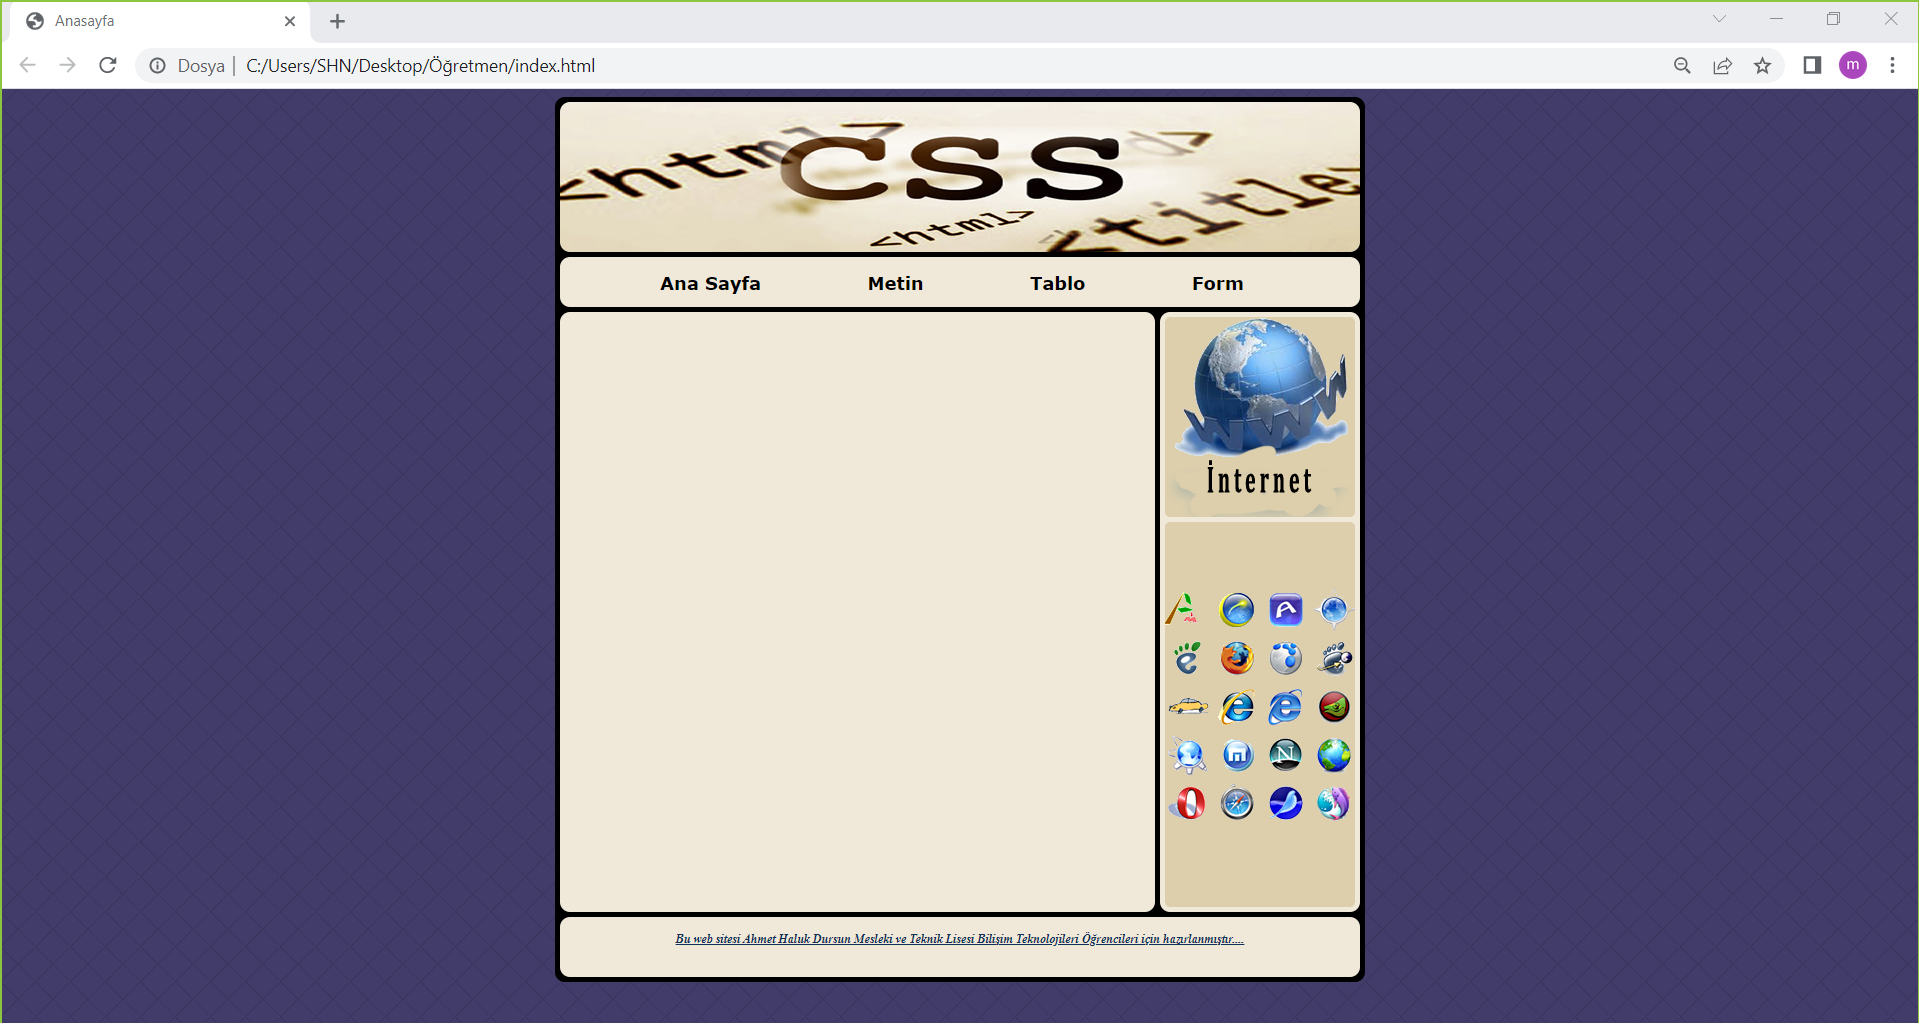 Anasayfa
Dosya | C:/Users/SHN/Desktop/Öğretmen/index.html
m
<html>
CSS
d>
<html>
<title>
Ana Sayfa Metin Tablo Form
WWW
İnternet
Bu web sitesi Ahmet Haluk Dursun Mesleki ve Teknik Lisesi Bilişim Teknolojileri Öğrencileri için hazırlanmıştır....